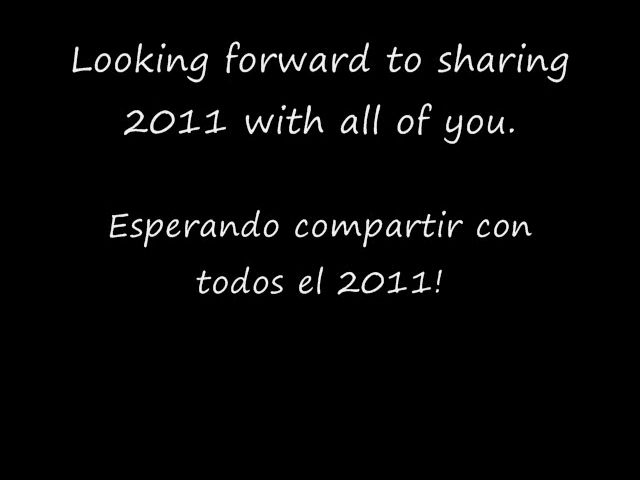 Looking forward to sharing
2011 with all of you.
Esperando compartir con
todos el 2011!